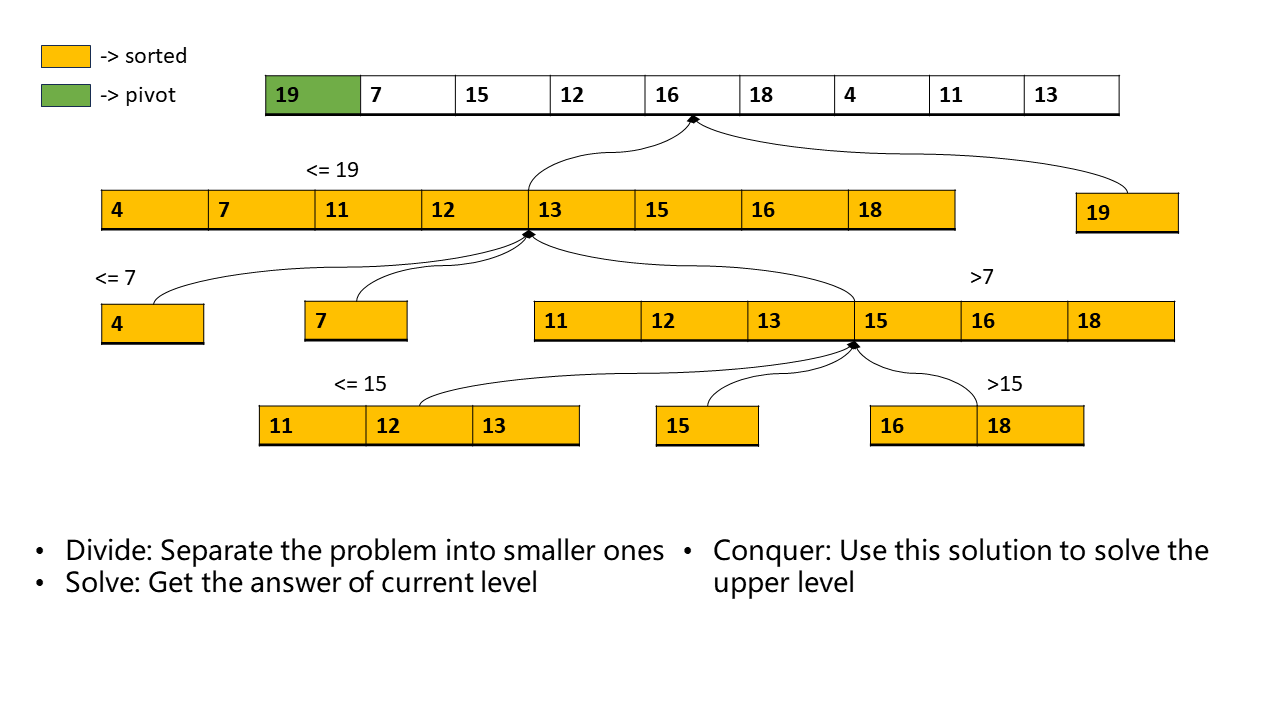 -> sorted
-> pivot
19 7 15 12 16 18 4 11 13
<= 19
4 7 11 12 13 15 16 18 19
<= 7 >7
4 7 11 12 13 15 16 18
<= 15 >15
11 12 13 15 16 18
• Divide: Separate the problem into smaller ones
• Solve: Get the answer of current level
• Conquer: Use this solution to solve the
upper level